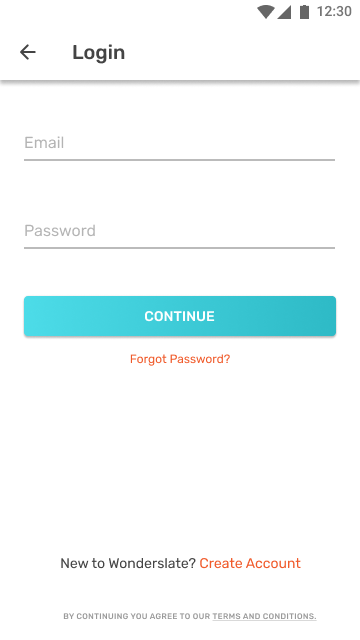 12:30
Login
Email
Password
CONTINUE
Forgot Password?
New to Wonderslate? Create Account
BY CONTINUING YOU AGREE TO OUR TERMS AND CONDITIONS.